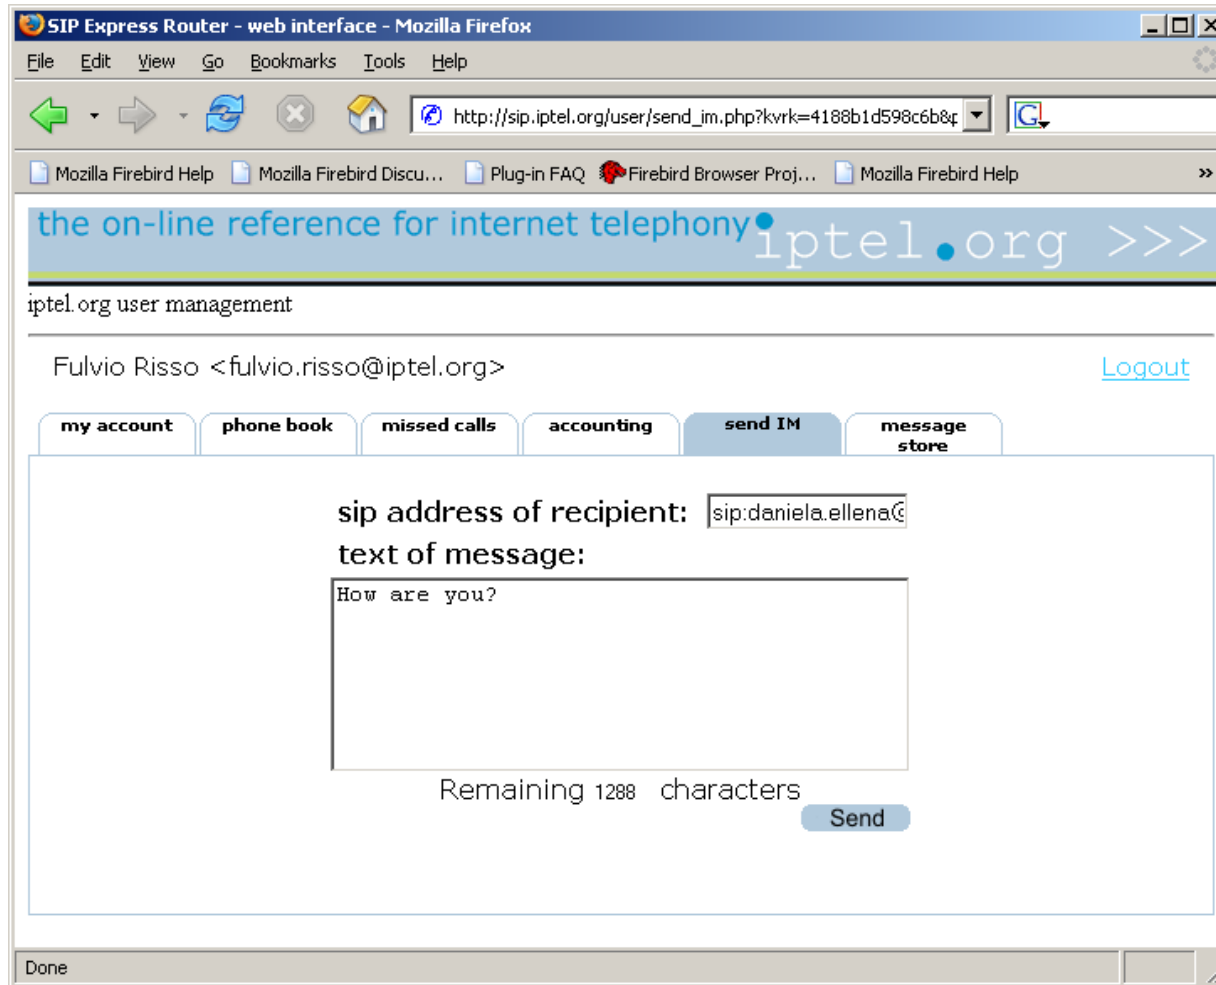 SIP Express Router - web interface - Mozilla Firefox
File Edit View Go Bookmarks Tools Help
http://sip.iptel.org/user/send_im.php?kvrk=4188b1d598c6b&p
G
Mozilla Firebird Help Mozilla Firebird Discu... Plug-in FAQ Firebird Browser Proj... Mozilla Firebird Help »
the on-line reference for internet telephony iptel.org >>>
iptel.org user management
Fulvio Risso <fulvio.risso@iptel.org> Logout
my account phone book missed calls accounting send IM message
store
sip address of recipient: sip:daniela.ellena@
text of message:
How are you?
Remaining 1288 characters
Send
Done